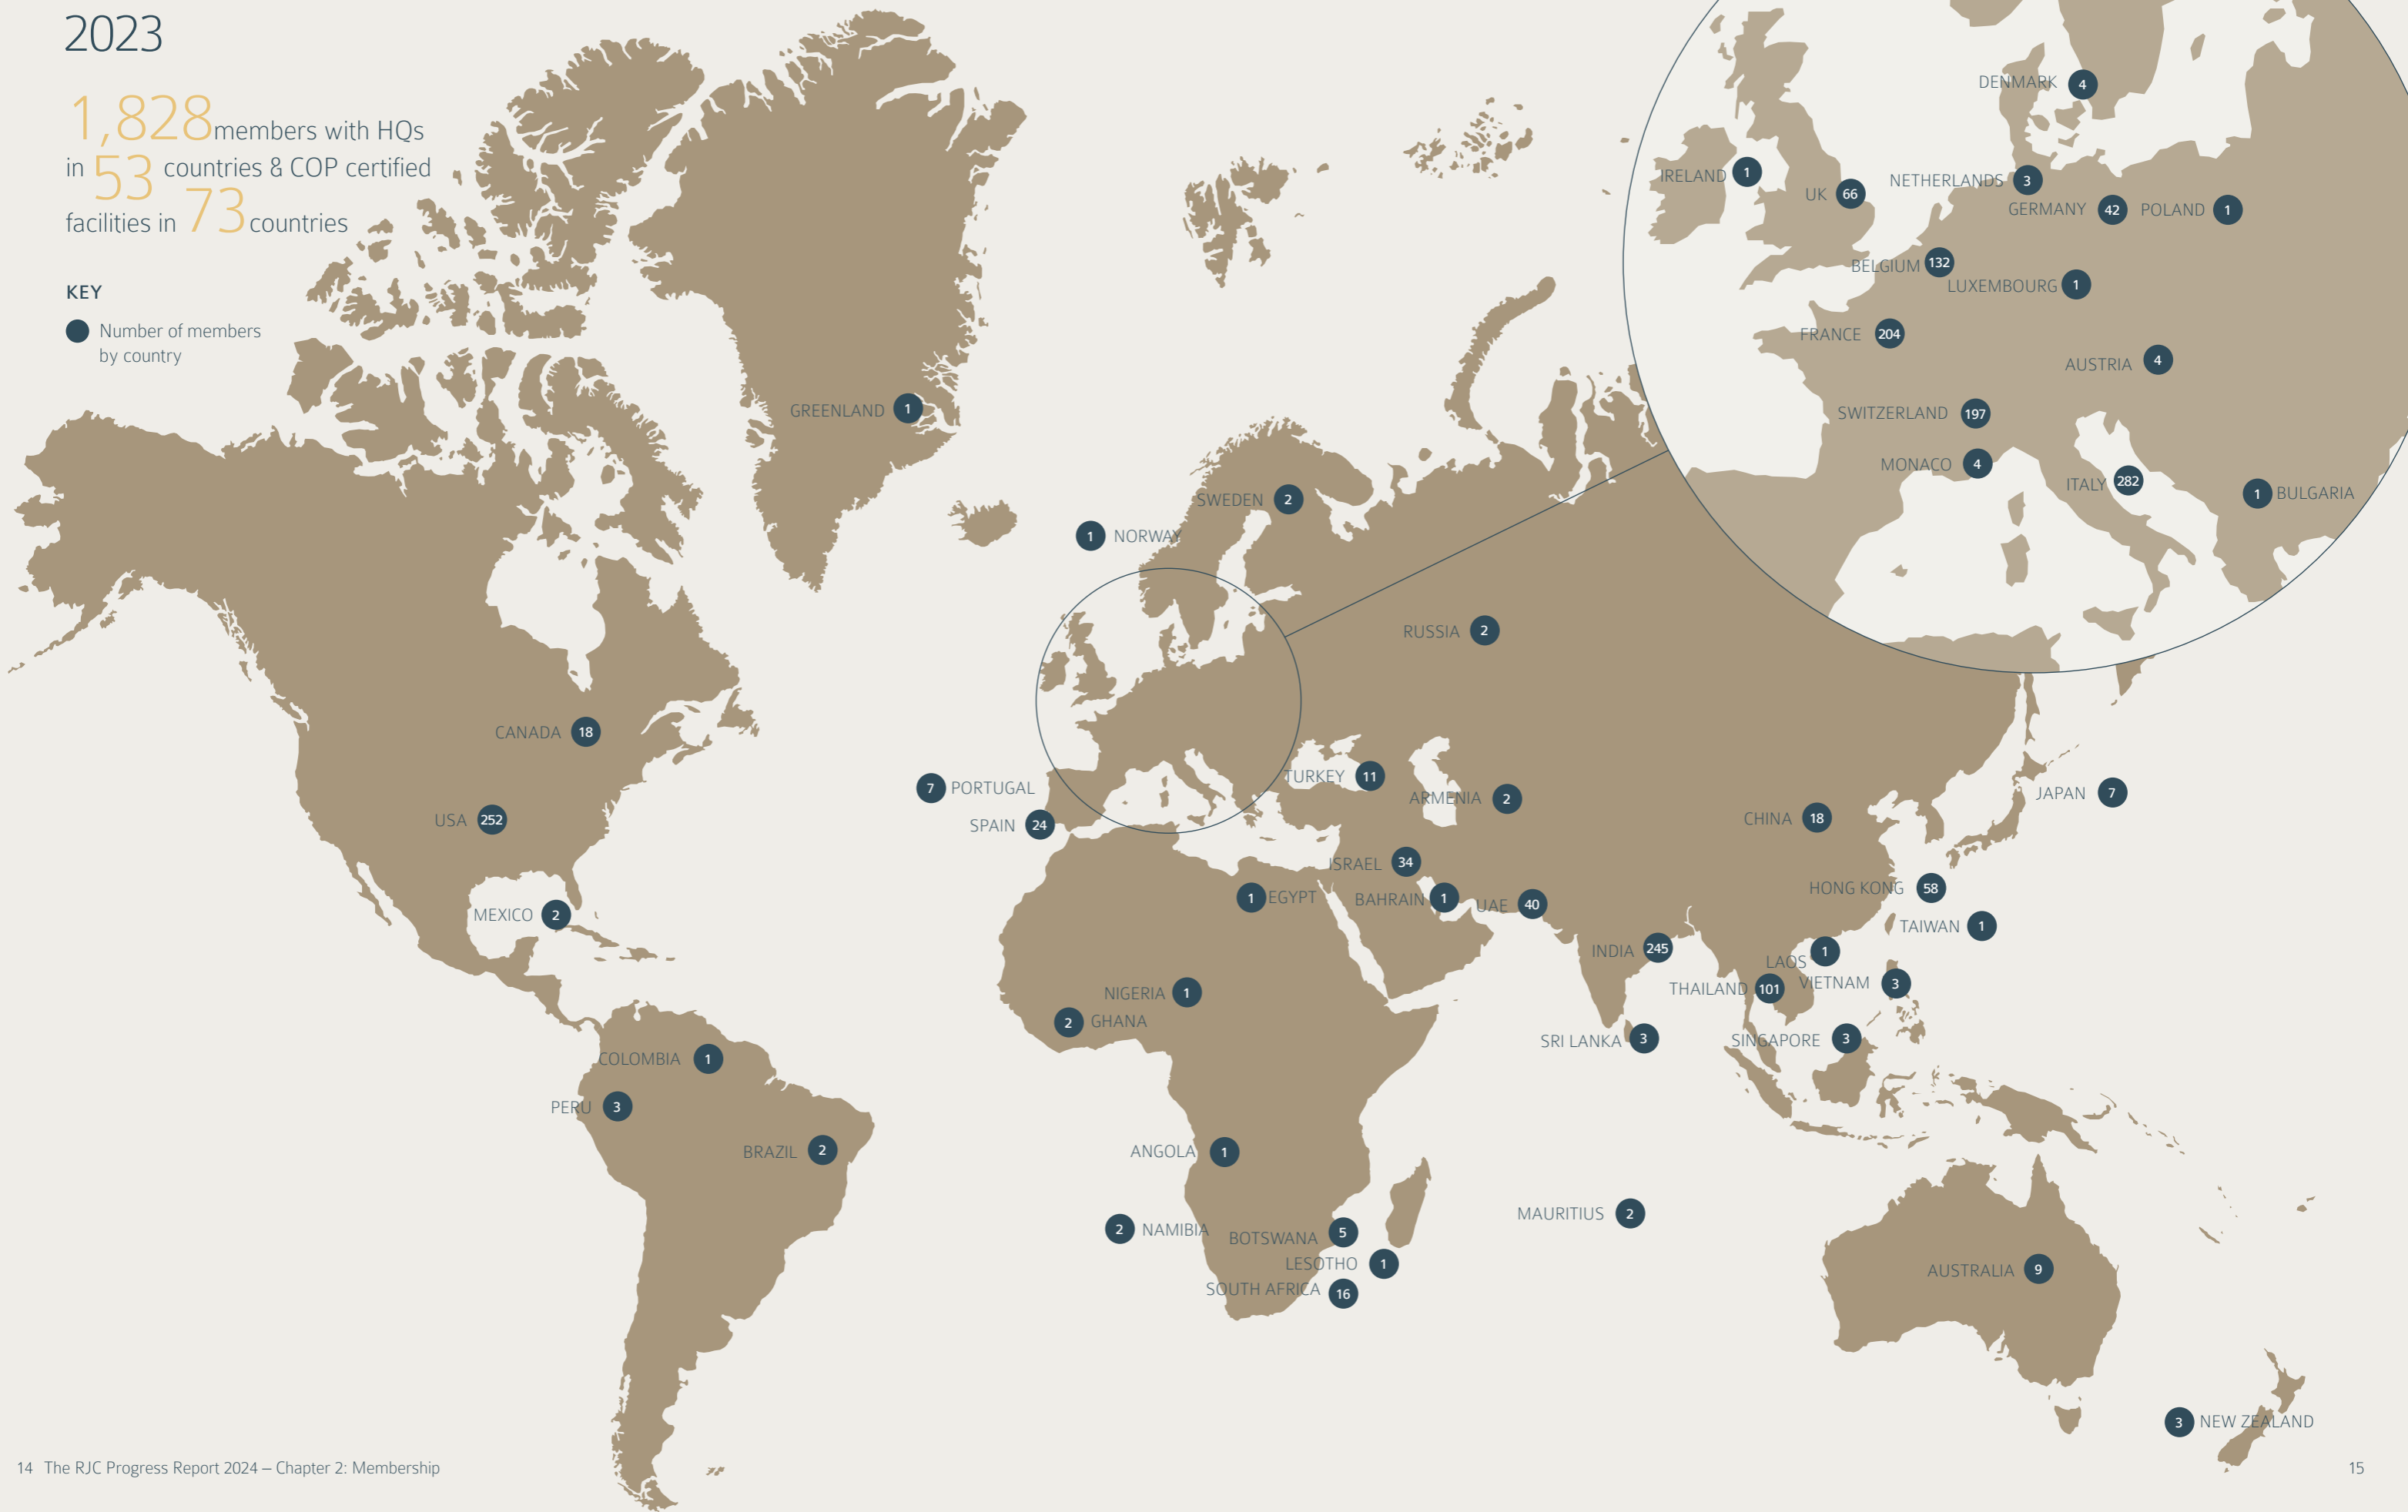 2023
1,828 members with HQs
in 53 countries & COP certified
facilities in 73 countries
KEY
Number of members
by country
DENMARK 4
IRELAND 1
UK 66
NETHERLANDS 3
GERMANY 42
POLAND 1
BELGIUM 132
LUXEMBOURG 1
FRANCE 204
AUSTRIA 4
SWITZERLAND 197
MONACO 4
ITALY 282
1 BULGARIA
GREENLAND 1
SWEDEN 2
1 NORWAY
RUSSIA 2
CANADA 18
USA 252
MEXICO 2
7 PORTUGAL
SPAIN 24
TURKEY 11
ARMENIA 2
CHINA 18
JAPAN 7
ISRAEL 34
1 EGYPT
BAHRAIN 1
UAE 40
HONG KONG 58
TAIWAN 1
INDIA 245
LAOS 1
THAILAND 101
VIETNAM 3
NIGERIA 1
2 GHANA
SRI LANKA 3
SINGAPORE 3
COLOMBIA 1
PERU 3
BRAZIL 2
ANGOLA 1
2 NAMIBIA
BOTSWANA 5
LESOTHO 1
SOUTH AFRICA 16
MAURITIUS 2
AUSTRALIA 9
3 NEW ZEALAND
14 The RJC Progress Report 2024 – Chapter 2: Membership
15